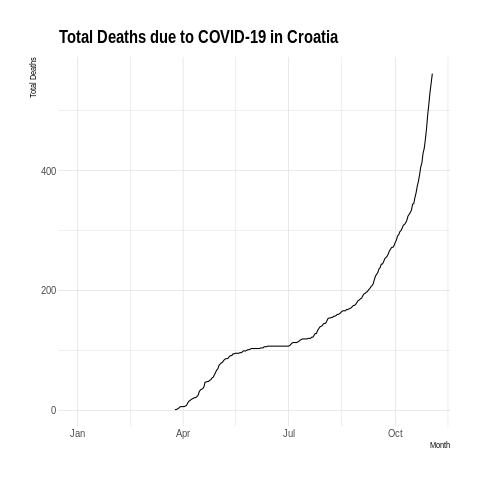 Total Deaths due to COVID-19 in Croatia
Total Deaths
400
200
0
Jan Apr Jul Oct
Month